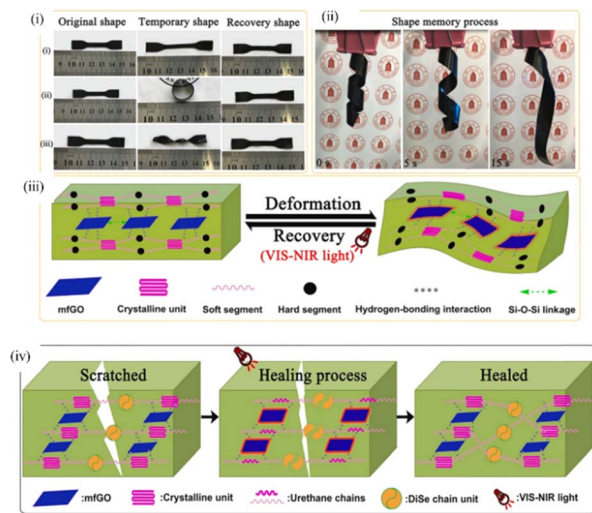 (i)
Original shape Temporary shape Recovery shape
(i)
(ii)
(iii)
(ii)
Shape memory process
0 s
5 s
15 s
(iii)
Deformation
Recovery
(VIS-NIR light)
mfGO
Crystalline unit
Soft segment
Hard segment
Hydrogen-bonding interaction
Si-O-Si linkage
(iv)
Scratched
Healing process
Healed
:mfGO
:Crystalline unit
:Urethane chains
:DiSe chain unit
:VIS-NIR light